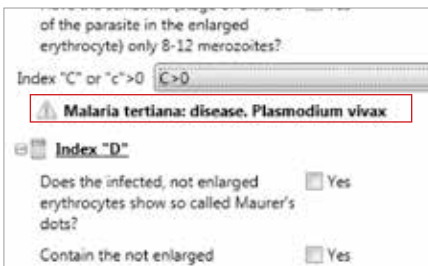 of the parasite in the enlarged
erythrocyte) only 8-12 merozoites?
Index "C" or "c">0 C>0
Malaria tertiana: disease. Plasmodium vivax
Index "D"
Does the infected, not enlarged Yes
erythrocytes show so called Maurer's
dots?
Contain the not enlarged Yes